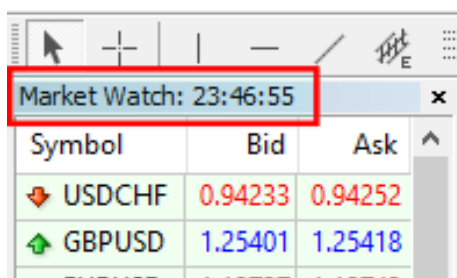 E
Market Watch: 23:46:55
Symbol Bid Ask
USDCHF 0.94233 0.94252
GBPUSD 1.25401 1.25418